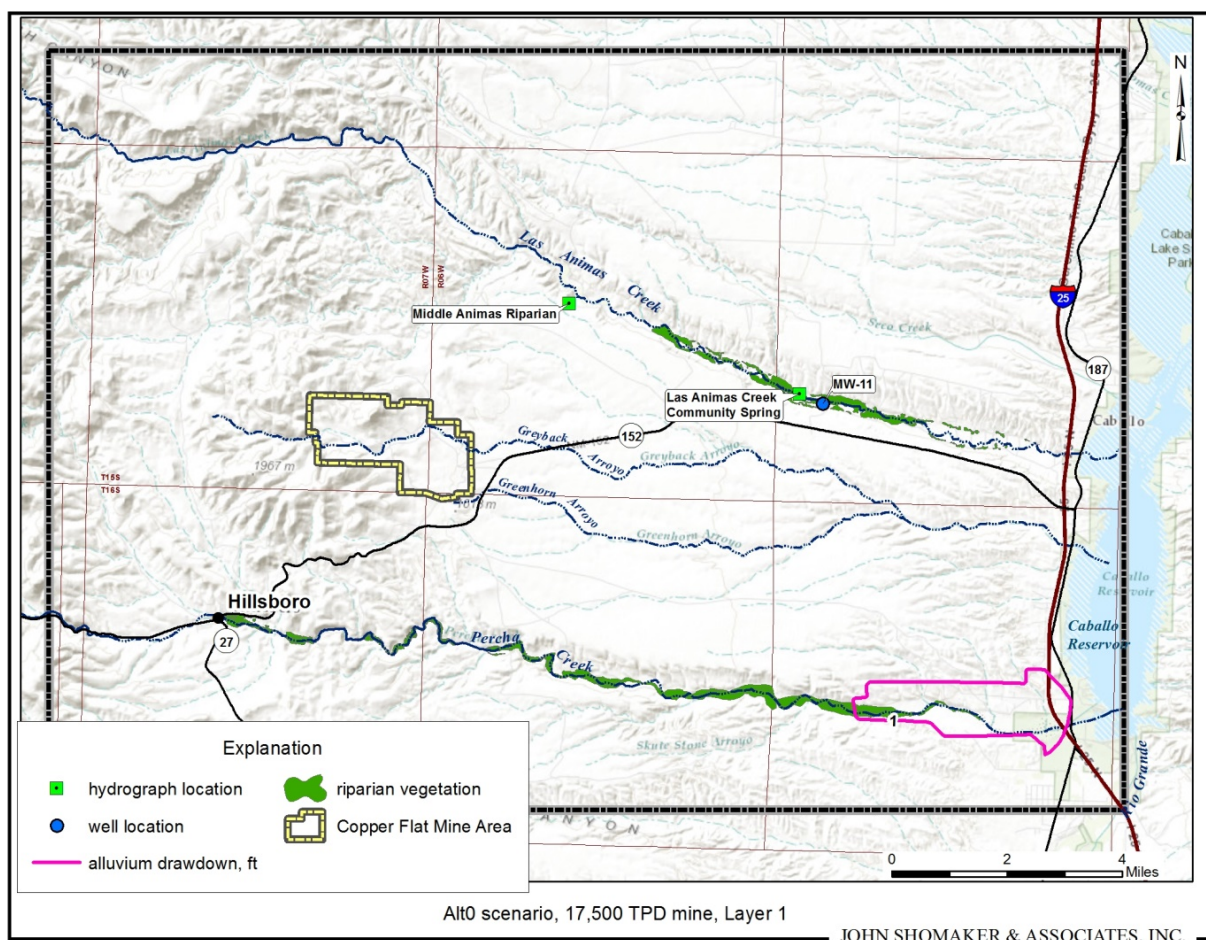 ANYON
Las Animas Creek
R07W
R06W
Middle Animas Riparian
Seco Creek
25
187
MW-11
Las Animas Creek
Community Spring
Caballo
152
Greyback Arroyo
Greyback Arroyo
1967 m
T15S
T16S
Greenhorn Arroyo
Greenhorn Arroyo
Caballo
Reservoir
Caballo
Reservoir
Hillsboro
27
Percha Creek
1
Skute Stone Arroyo
Rio Grande
Explanation
hydrograph location
riparian vegetation
well location
Copper Flat Mine Area
alluvium drawdown, ft
ANYON
0 2 4
Miles
Alt0 scenario, 17,500 TPD mine, Layer 1
JOHN SHOMAKER & ASSOCIATES, INC.